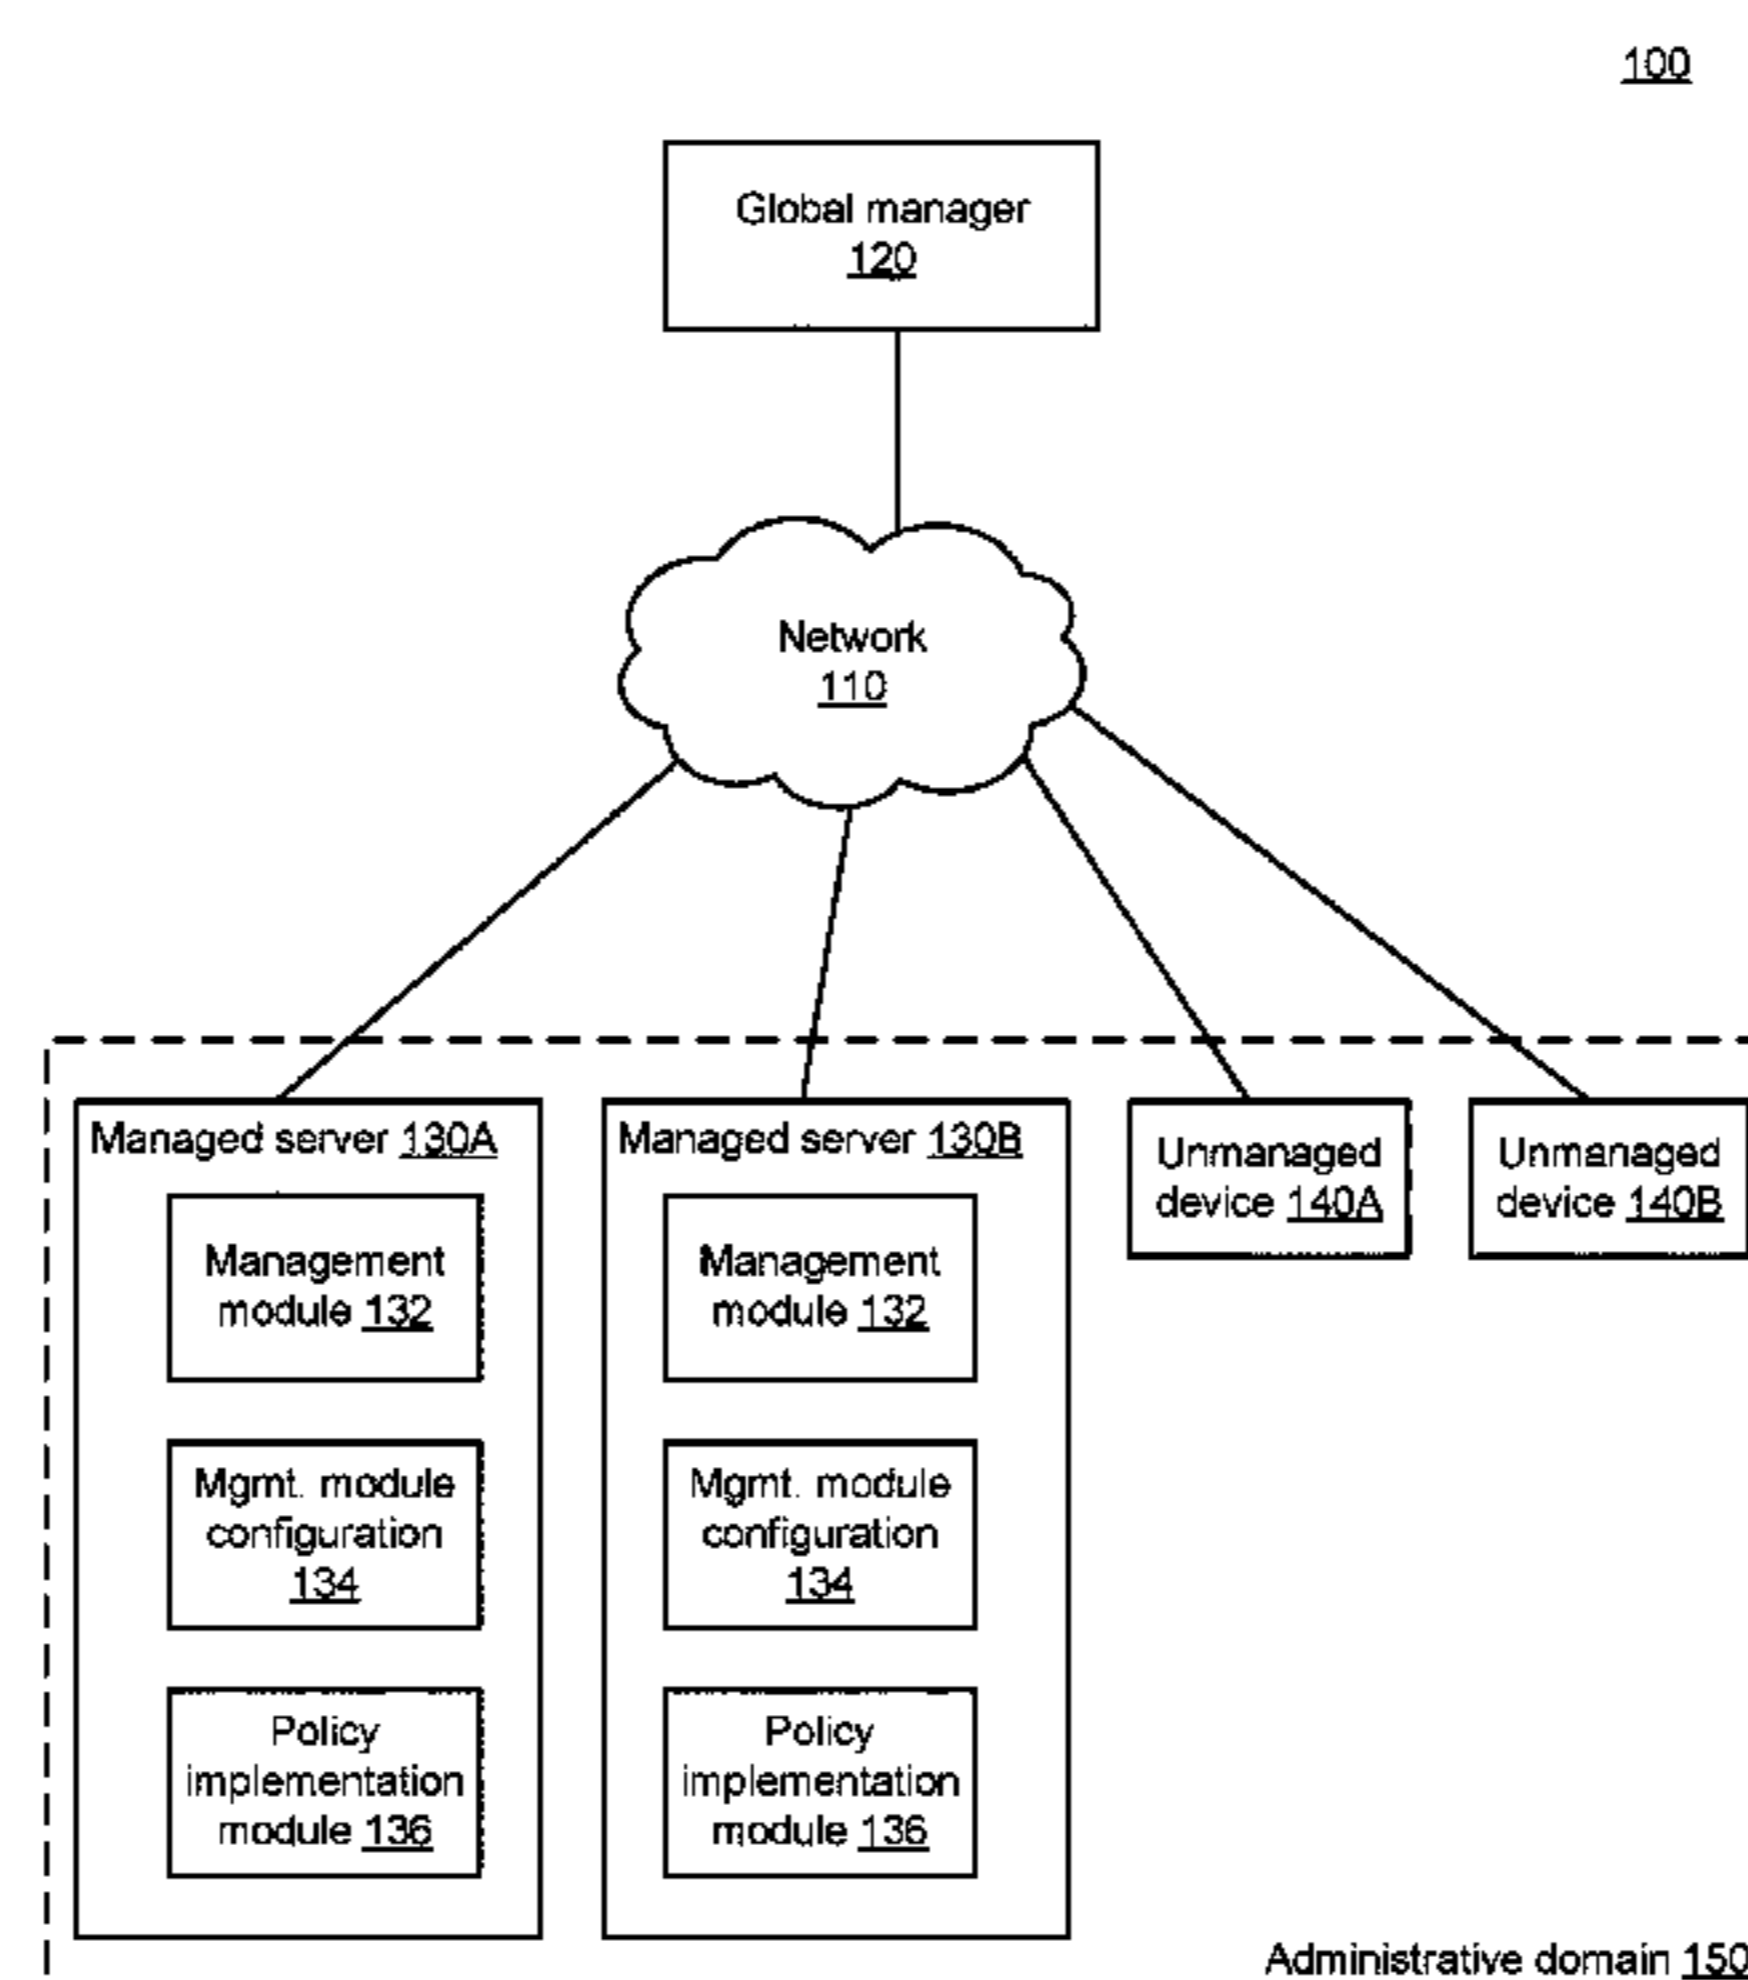 100
Global manager
120
Network
110
Managed server 130A
Management
module 132
Mgmt. module
configuration
134
Policy
implementation
module 136
Managed server 130B
Management
module 132
Mgmt. module
configuration
134
Policy
implementation
module 136
Unmanaged
device 140A
Unmanaged
device 140B
Administrative domain 150